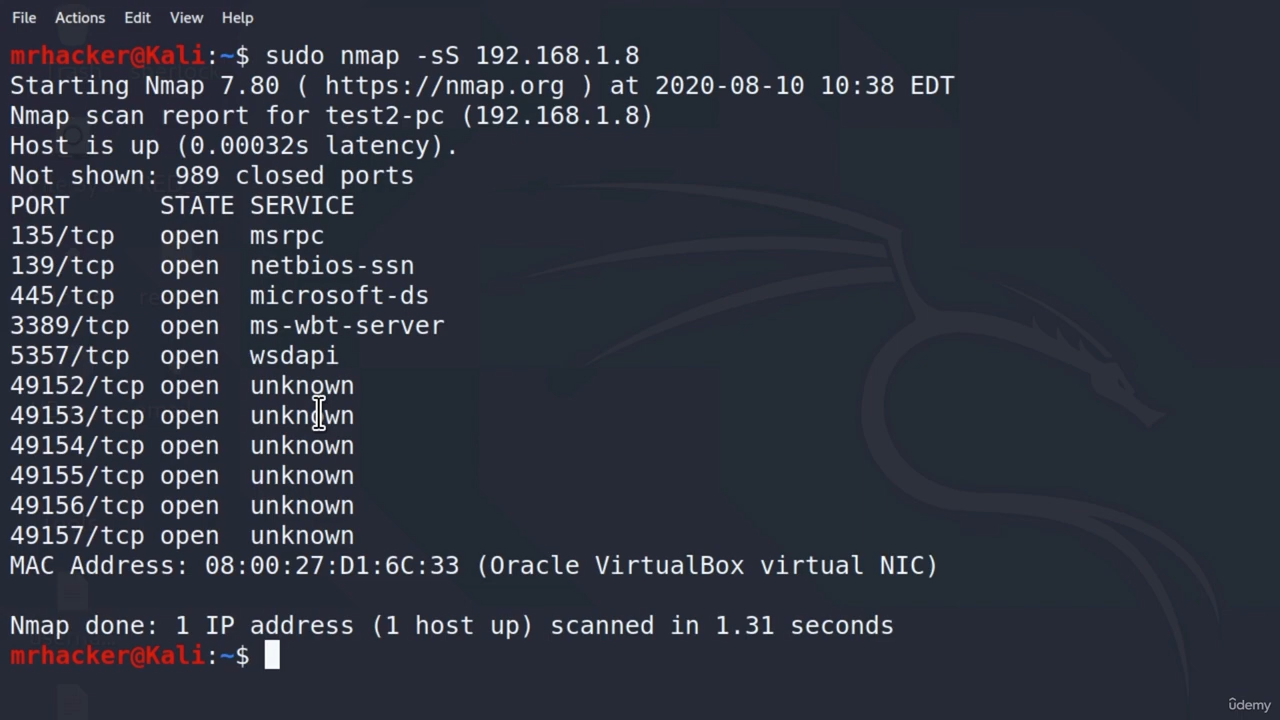 File Actions Edit View Help
mrhacker@Kali:~$ sudo nmap -sS 192.168.1.8
Starting Nmap 7.80 ( https://nmap.org ) at 2020-08-10 10:38 EDT
Nmap scan report for test2-pc (192.168.1.8)
Host is up (0.00032s latency).
Not shown: 989 closed ports
PORT      STATE SERVICE
135/tcp   open  msrpc
139/tcp   open  netbios-ssn
445/tcp   open  microsoft-ds
3389/tcp  open  ms-wbt-server
5357/tcp  open  wsdapi
49152/tcp open  unknown
49153/tcp open  unknown
49154/tcp open  unknown
49155/tcp open  unknown
49156/tcp open  unknown
49157/tcp open  unknown
MAC Address: 08:00:27:D1:6C:33 (Oracle VirtualBox virtual NIC)
Nmap done: 1 IP address (1 host up) scanned in 1.31 seconds
mrhacker@Kali:~$
ûdemy